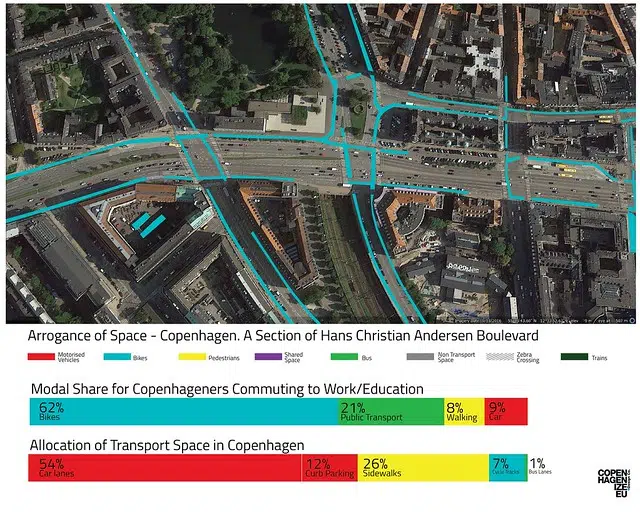 Arrogance of Space - Copenhagen. A Section of Hans Christian Andersen Boulevard
Motorised Vehicles
Bikes
Pedestrians
Shared Space
Bus
Non Transport Space
Zebra Crossing
Trains
Modal Share for Copenhageners Commuting to Work/Education
62% Bikes
21% Public Transport
8% Walking
9% Car
Allocation of Transport Space in Copenhagen
54% Car lanes
12% Curb Parking
26% Sidewalks
7% Cycle Tracks
1% Bus Lanes
COPEN
HAGEN
IZE
EU